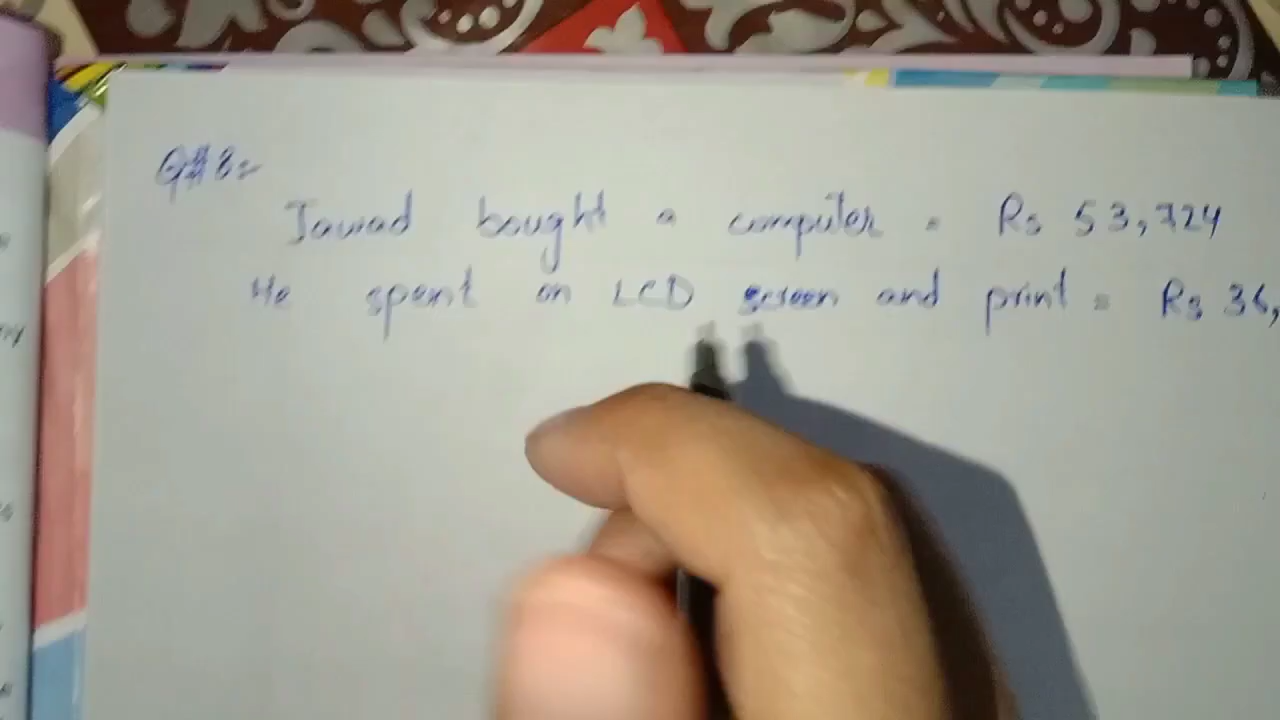 Q#8:-
Jawad bought a computer = Rs 53,724
He spent on LCD screen and print = Rs 36,